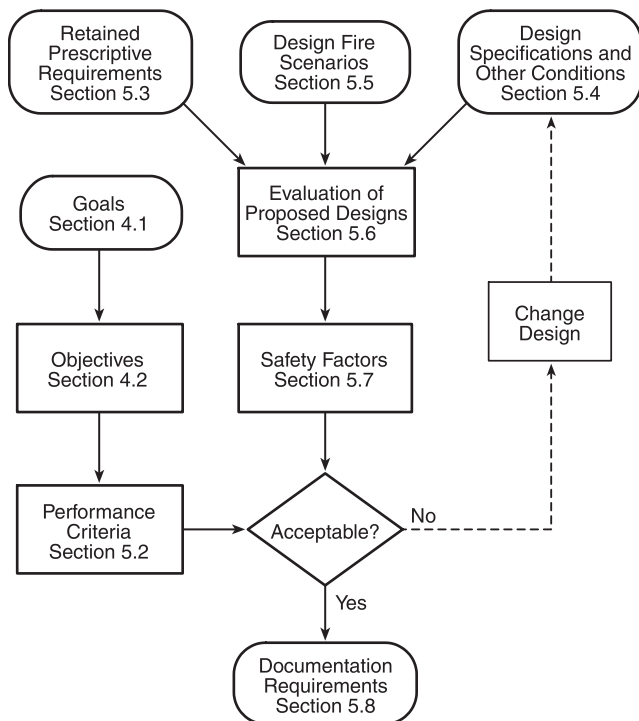 Retained
Prescriptive
Requirements
Section 5.3
Design Fire
Scenarios
Section 5.5
Design
Specifications and
Other Conditions
Section 5.4
Goals
Section 4.1
Evaluation of
Proposed Designs
Section 5.6
Change
Design
Objectives
Section 4.2
Safety Factors
Section 5.7
Performance
Criteria
Section 5.2
Acceptable?
No
Yes
Documentation
Requirements
Section 5.8